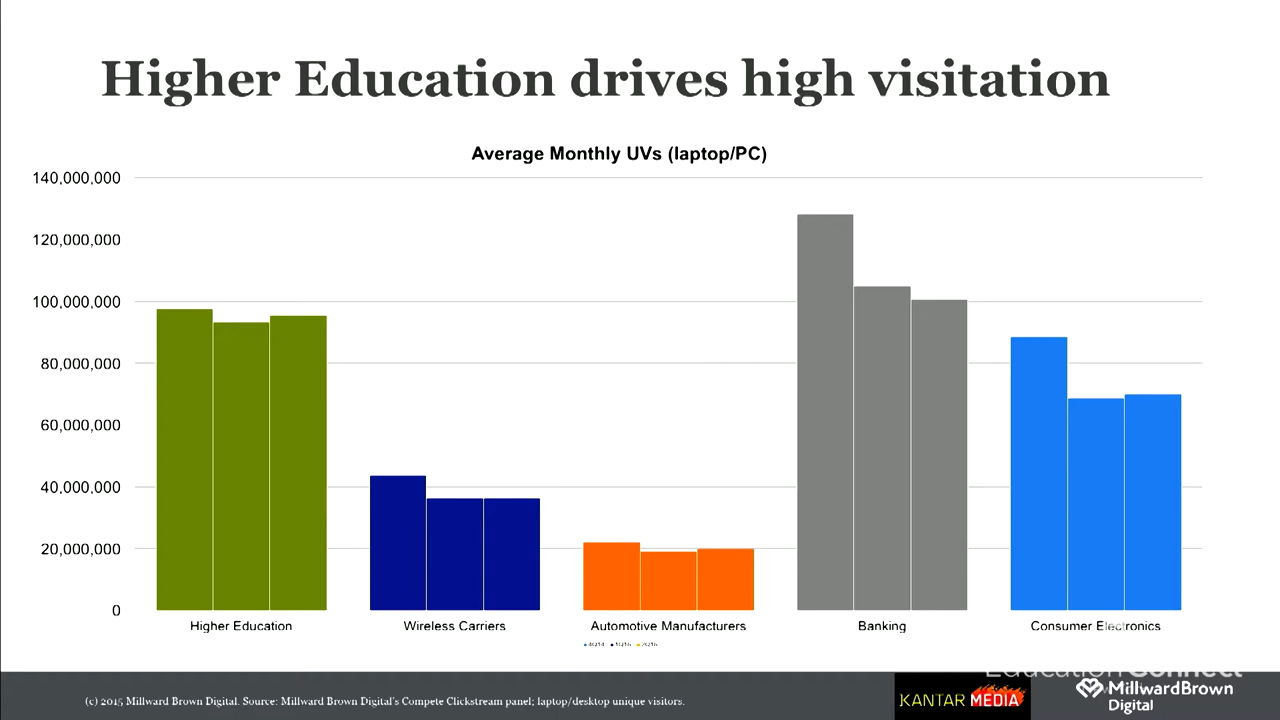 Higher Education drives high visitation
Average Monthly UVs (laptop/PC)
140,000,000
120,000,000
100,000,000
80,000,000
60,000,000
40,000,000
20,000,000
0
Higher Education
Wireless Carriers
Automotive Manufacturers
Banking
Consumer Electronics
(c) 2015 Millward Brown Digital. Source: Millward Brown Digital's Compete Clickstream panel; laptop/desktop unique visitors.
KANTAR MEDIA
Education Connect
MillwardBrown
Digital